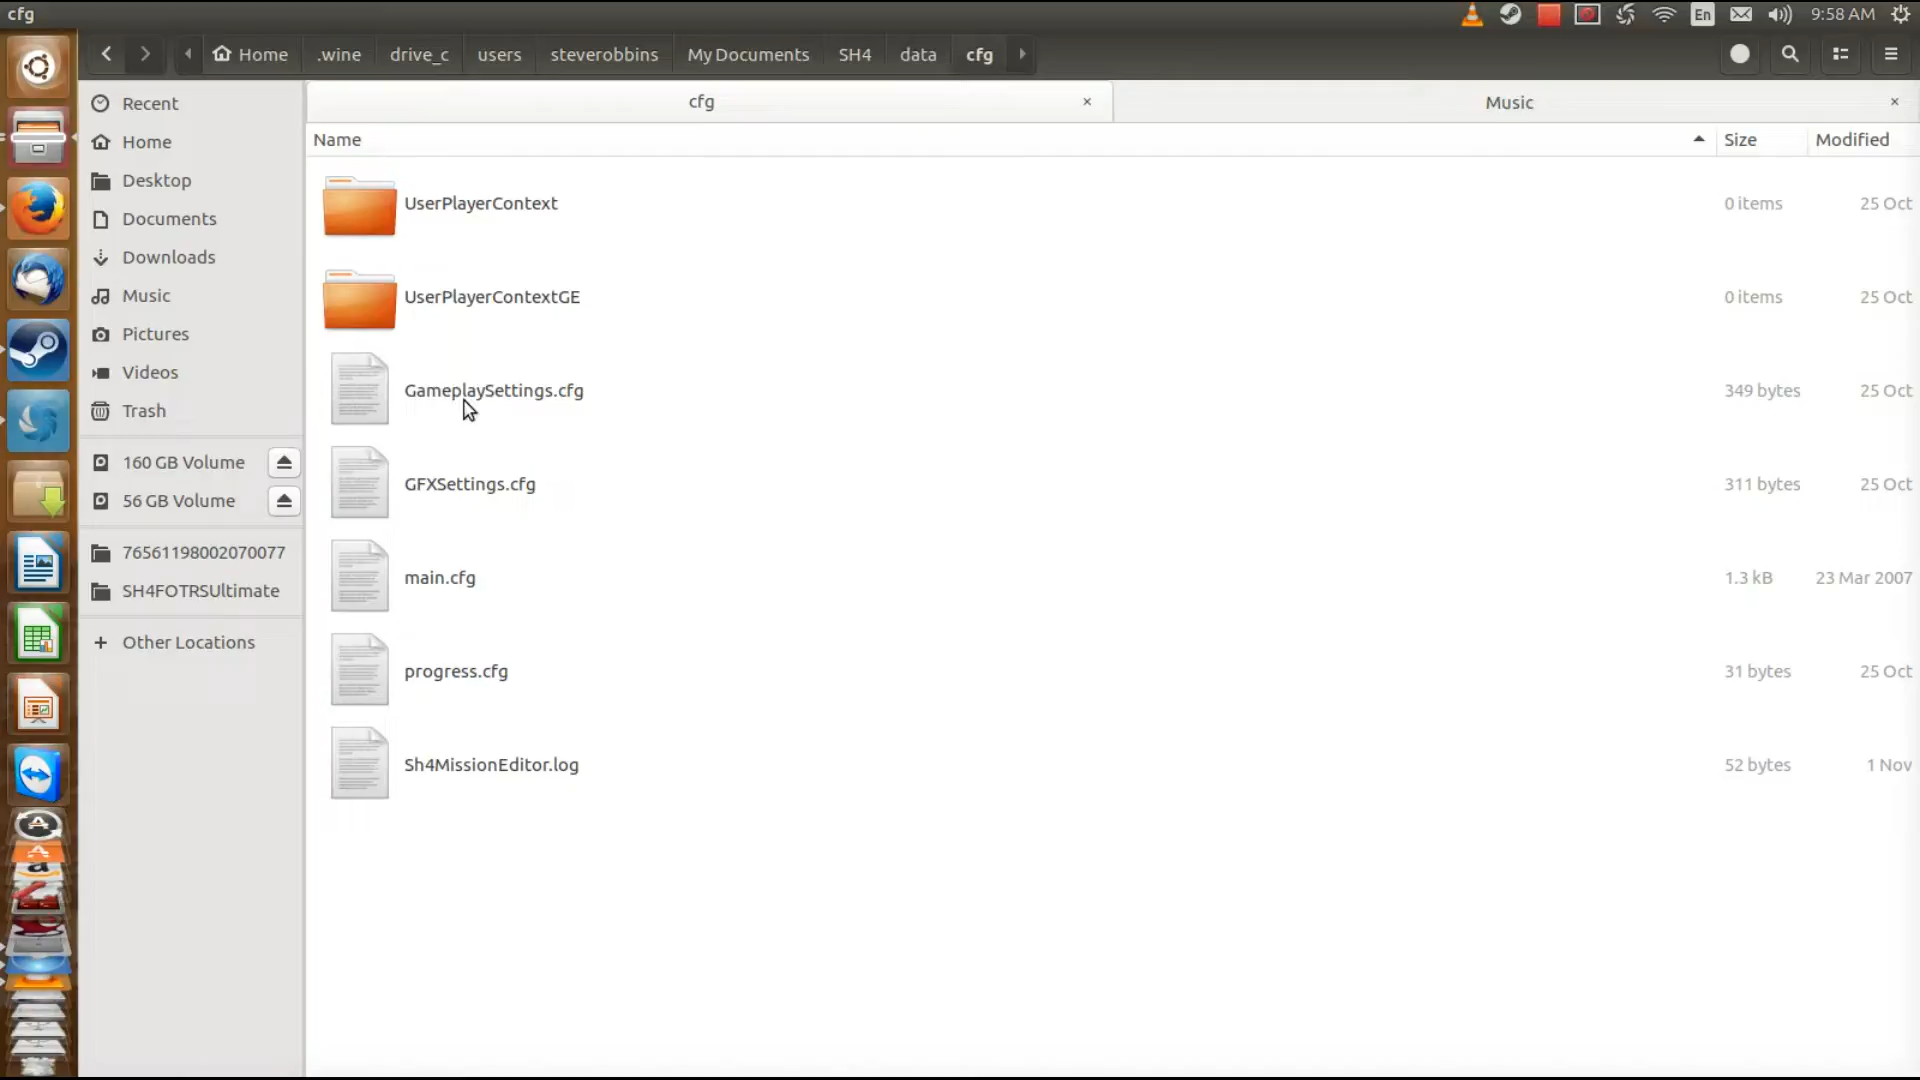 cfg
En
9:58 AM
Home .wine drive_c users steverobbins My Documents SH4 data cfg
Recent
Home
Desktop
Documents
Downloads
Music
Pictures
Videos
Trash
160 GB Volume
56 GB Volume
76561198002070077
SH4FOTRSUltimate
+ Other Locations
cfg ×
Music ×
Name Size Modified
UserPlayerContext 0 items 25 Oct
UserPlayerContextGE 0 items 25 Oct
GameplaySettings.cfg 349 bytes 25 Oct
GFXSettings.cfg 311 bytes 25 Oct
main.cfg 1.3 kB 23 Mar 2007
progress.cfg 31 bytes 25 Oct
Sh4MissionEditor.log 52 bytes 1 Nov